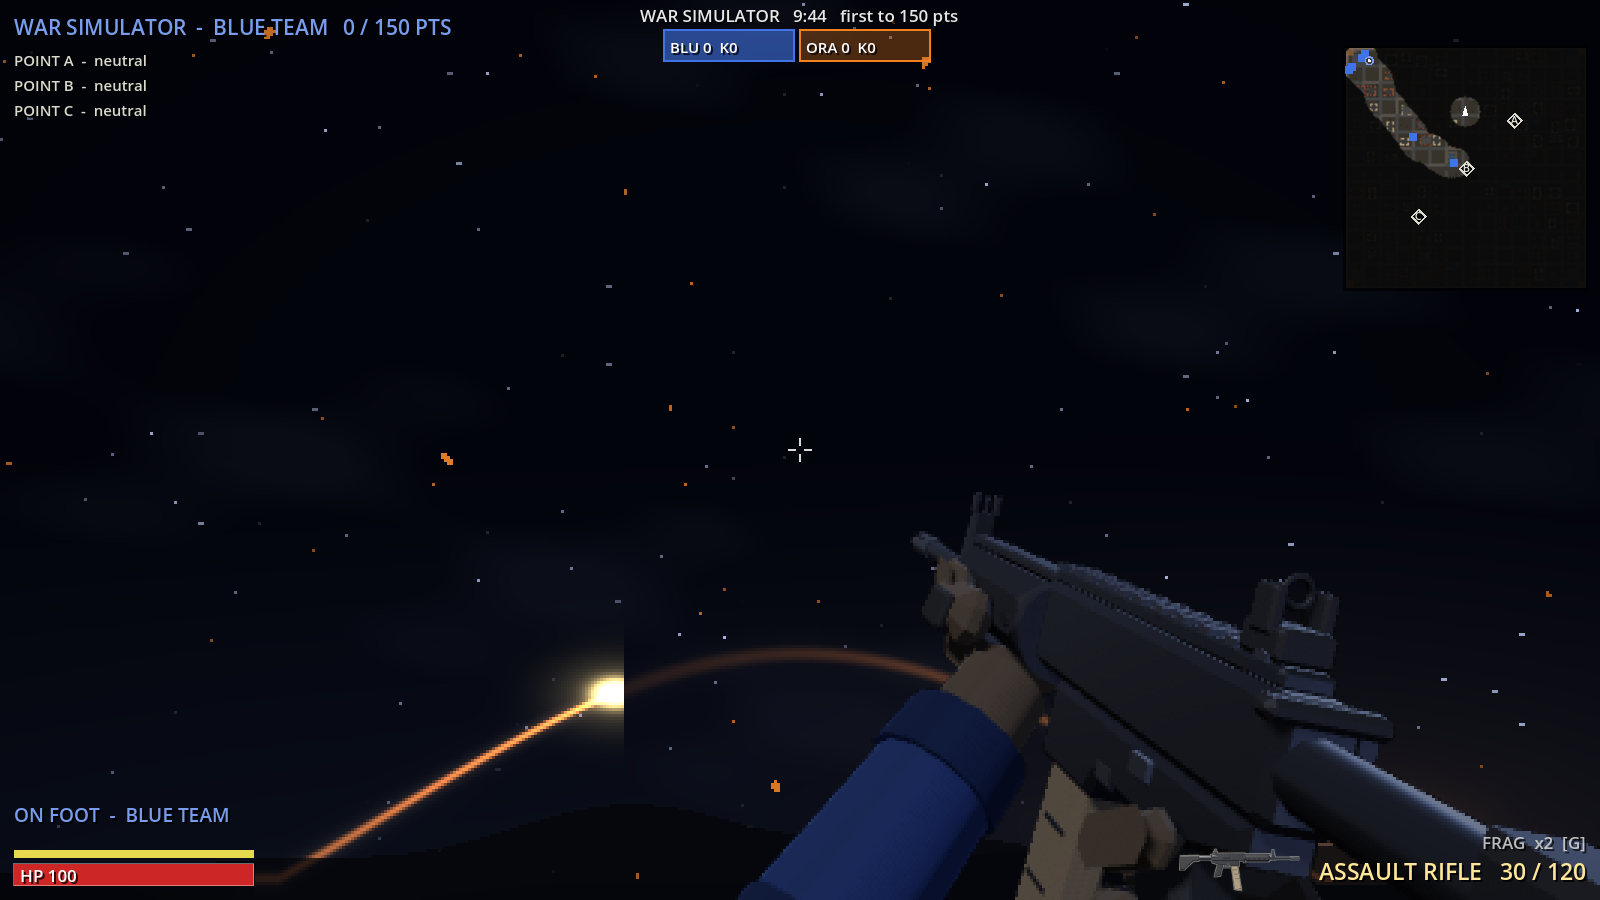 WAR SIMULATOR - BLUE TEAM 0 / 150 PTS
POINT A - neutral
POINT B - neutral
POINT C - neutral
WAR SIMULATOR 9:44 first to 150 pts
BLU 0 K0
ORA 0 K0
A
B
C
ON FOOT - BLUE TEAM
HP 100
FRAG x2 [G]
ASSAULT RIFLE 30 / 120